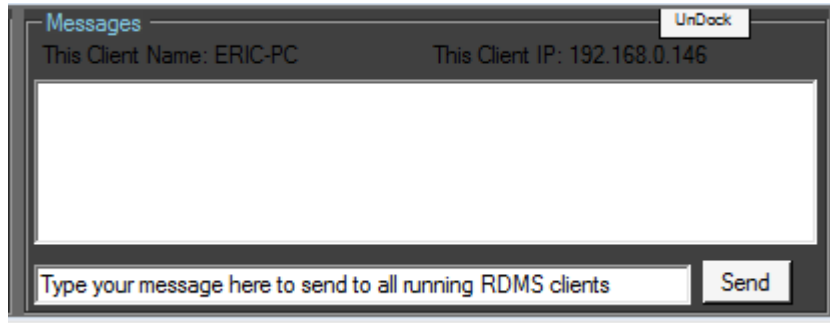 Messages
UnDock
This Client Name: ERIC-PC
This Client IP: 192.168.0.146
Type your message here to send to all running RDMS clients
Send